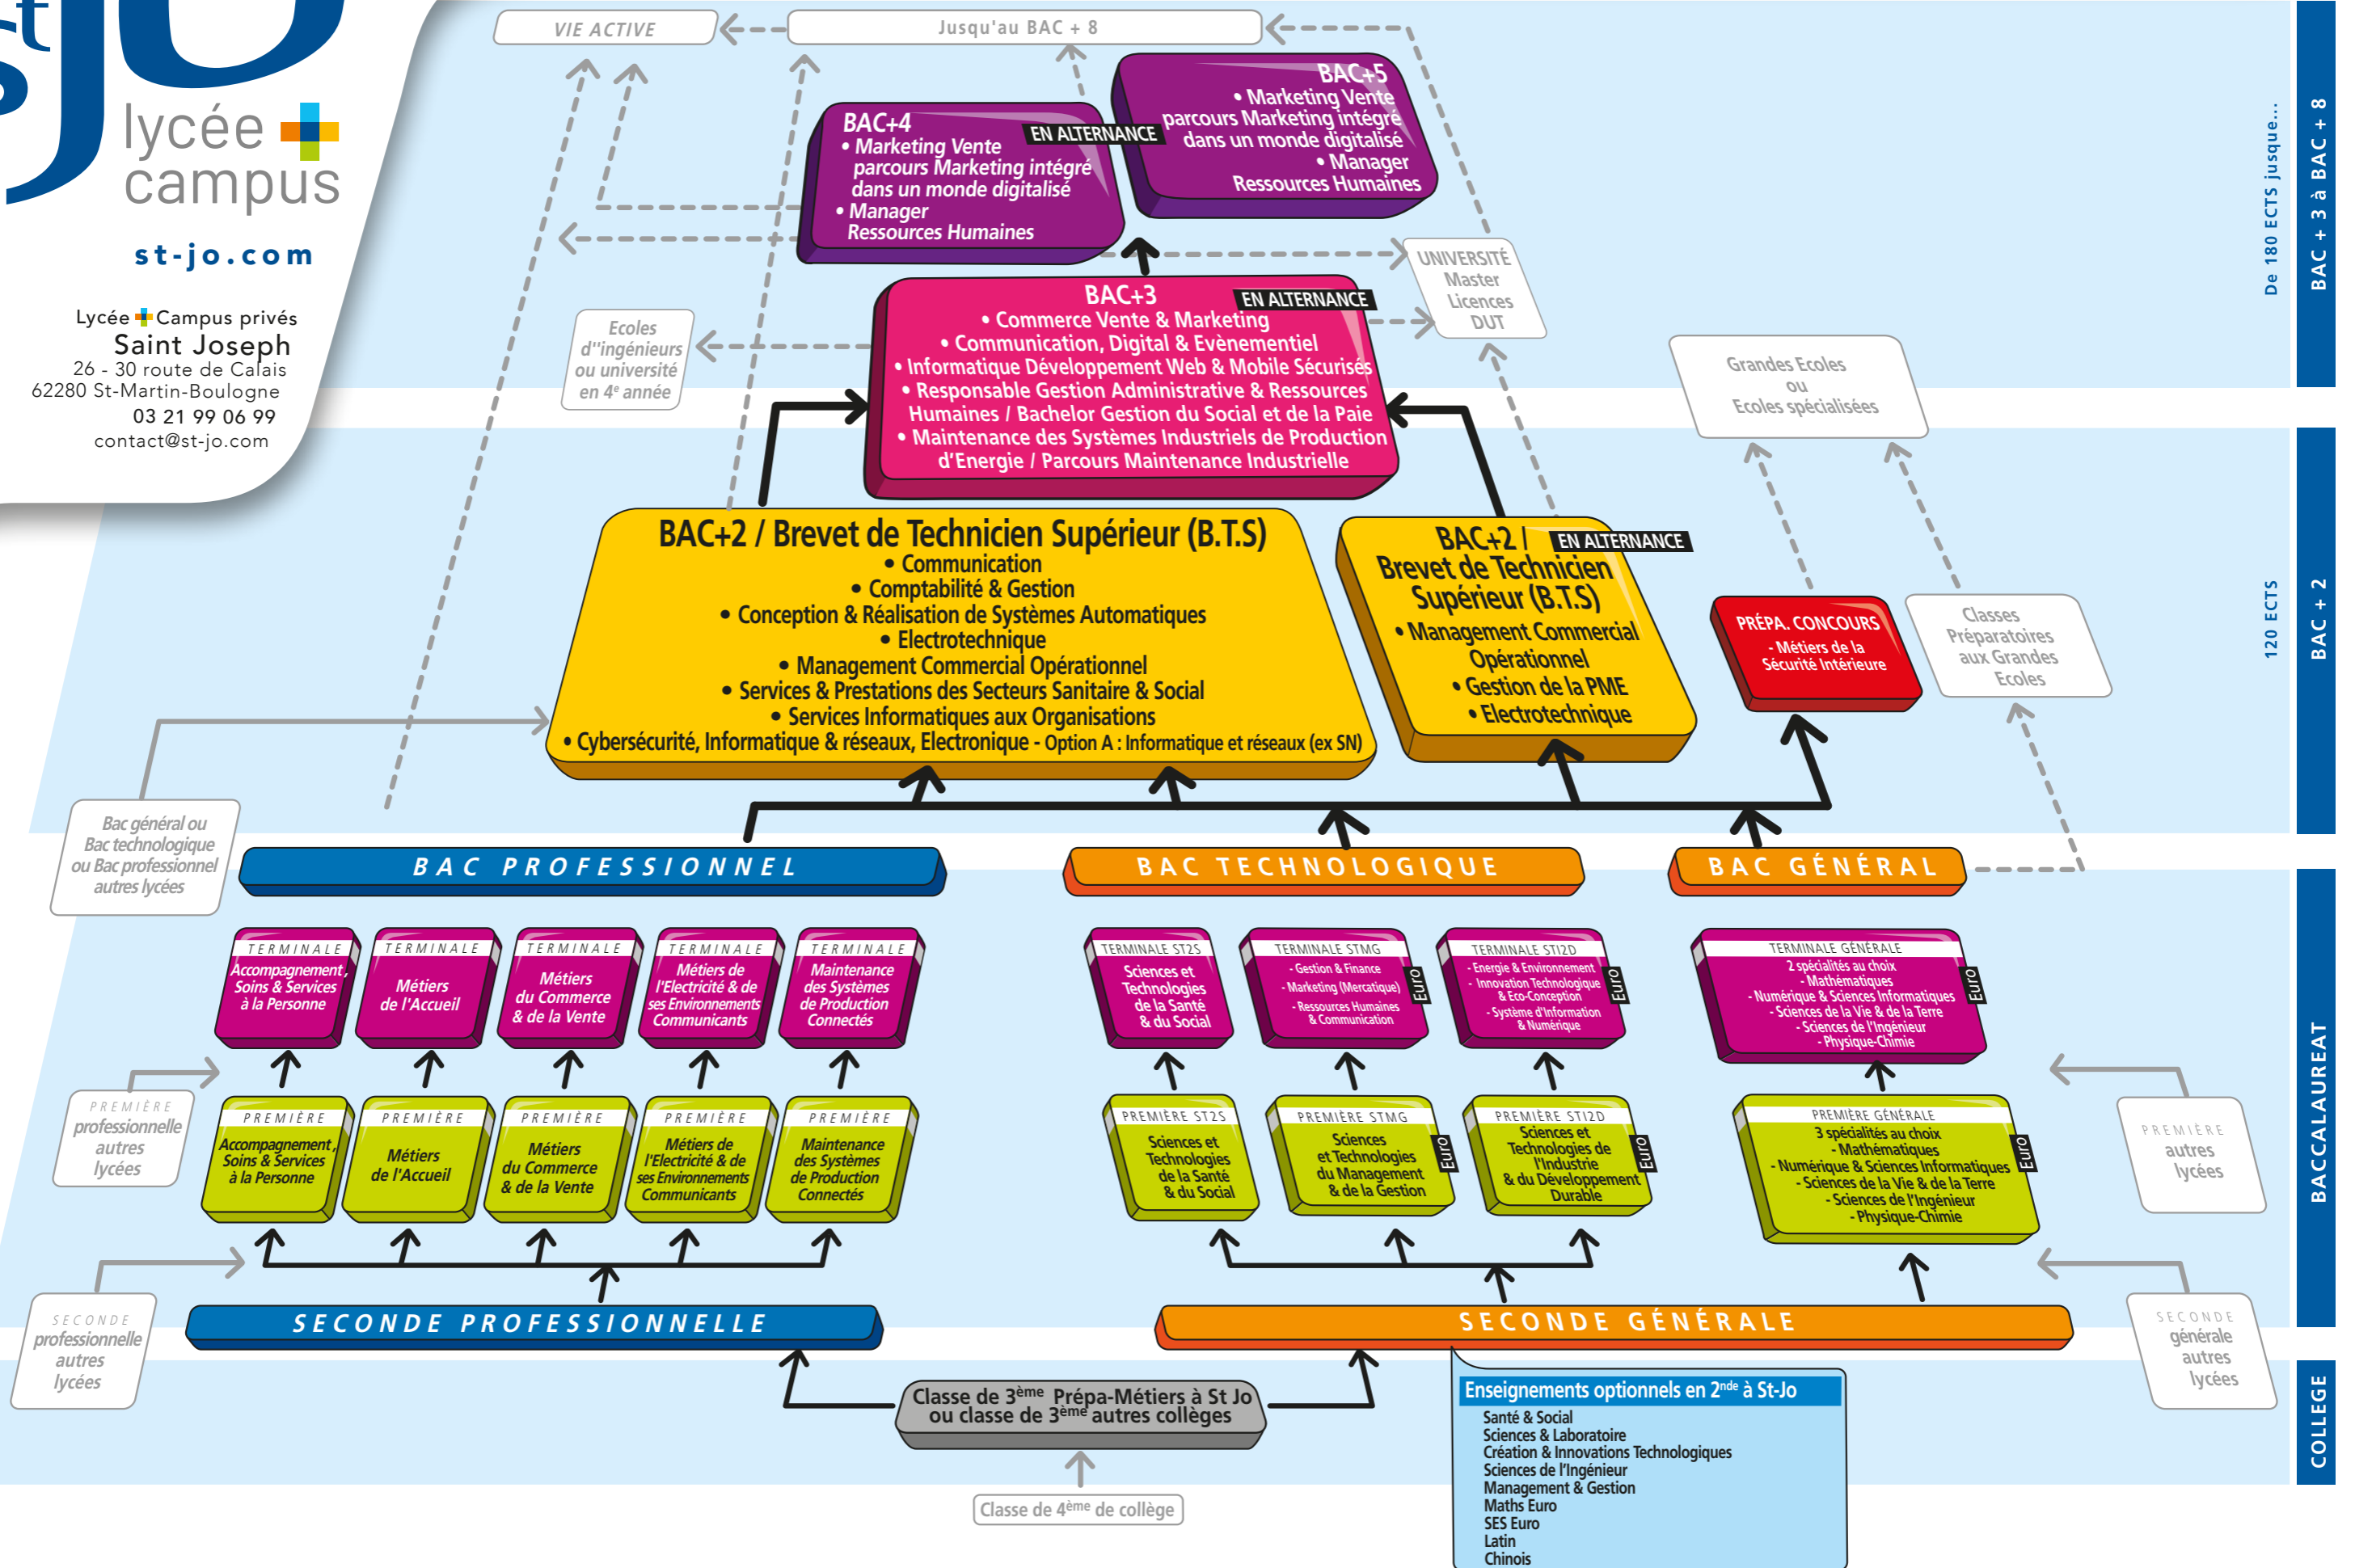 st jo
lycée
campus
st-jo.com
Lycée Campus privés
Saint Joseph
26 - 30 route de Calais
62280 St-Martin-Boulogne
03 21 99 06 99
contact@st-jo.com
VIE ACTIVE
Jusqu'au BAC + 8
BAC+5
• Marketing Vente
parcours Marketing intégré
dans un monde digitalisé
• Manager
Ressources Humaines
BAC+4
EN ALTERNANCE
• Marketing Vente
parcours Marketing intégré
dans un monde digitalisé
• Manager
Ressources Humaines
UNIVERSITÉ
Master
Licences
DUT
BAC+3
EN ALTERNANCE
• Commerce Vente & Marketing
• Communication, Digital & Evènementiel
• Informatique Développement Web & Mobile Sécurisés
• Responsable Gestion Administrative & Ressources
Humaines / Bachelor Gestion du Social et de la Paie
• Maintenance des Systèmes Industriels de Production
d'Energie / Parcours Maintenance Industrielle
Ecoles
d''ingénieurs
ou université
en 4e année
Grandes Ecoles
ou
Ecoles spécialisées
De 180 ECTS jusque...
BAC + 3 à BAC + 8
BAC+2 / Brevet de Technicien Supérieur (B.T.S)
• Communication
• Comptabilité & Gestion
• Conception & Réalisation de Systèmes Automatiques
• Electrotechnique
• Management Commercial Opérationnel
• Services & Prestations des Secteurs Sanitaire & Social
• Services Informatiques aux Organisations
• Cybersécurité, Informatique & réseaux, Electronique - Option A : Informatique et réseaux (ex SN)
BAC+2 /
EN ALTERNANCE
Brevet de Technicien
Supérieur (B.T.S)
• Management Commercial
Opérationnel
• Gestion de la PME
• Electrotechnique
PRÉPA. CONCOURS
- Métiers de la
Sécurité Intérieure
Classes
Préparatoires
aux Grandes
Ecoles
120 ECTS
BAC + 2
Bac général ou
Bac technologique
ou Bac professionnel
autres lycées
BAC PROFESSIONNEL
BAC TECHNOLOGIQUE
BAC GÉNÉRAL
TERMINALE
Accompagnement,
Soins & Services
à la Personne
TERMINALE
Métiers
de l'Accueil
TERMINALE
Métiers
du Commerce
& de la Vente
TERMINALE
Métiers de
l'Electricité & de
ses Environnements
Communicants
TERMINALE
Maintenance
des Systèmes
de Production
Connectés
TERMINALE ST2S
Sciences et
Technologies
de la Santé
& du Social
TERMINALE STMG
- Gestion & Finance
- Marketing (Mercatique)
- Ressources Humaines
& Communication
Euro
TERMINALE STI2D
- Energie & Environnement
- Innovation Technologique
& Eco-Conception
- Système d'Information
& Numérique
Euro
TERMINALE GÉNÉRALE
2 spécialités au choix
- Mathématiques
- Numérique & Sciences Informatiques
- Sciences de la Vie & de la Terre
- Sciences de l'Ingénieur
- Physique-Chimie
Euro
PREMIÈRE
professionnelle
autres
lycées
PREMIÈRE
Accompagnement,
Soins & Services
à la Personne
PREMIÈRE
Métiers
de l'Accueil
PREMIÈRE
Métiers
du Commerce
& de la Vente
PREMIÈRE
Métiers de
l'Electricité & de
ses Environnements
Communicants
PREMIÈRE
Maintenance
des Systèmes
de Production
Connectés
PREMIÈRE ST2S
Sciences et
Technologies
de la Santé
& du Social
PREMIÈRE STMG
Sciences
et Technologies
du Management
& de la Gestion
Euro
PREMIÈRE STI2D
Sciences et
Technologies de
l'Industrie
& du Développement
Durable
Euro
PREMIÈRE GÉNÉRALE
3 spécialités au choix
- Mathématiques
- Numérique & Sciences Informatiques
- Sciences de la Vie & de la Terre
- Sciences de l'Ingénieur
- Physique-Chimie
Euro
PREMIÈRE
autres
lycées
BACCALAUREAT
SECONDE
professionnelle
autres
lycées
SECONDE PROFESSIONNELLE
SECONDE GÉNÉRALE
SECONDE
générale
autres
lycées
Classe de 3ème Prépa-Métiers à St Jo
ou classe de 3ème autres collèges
Classe de 4ème de collège
Enseignements optionnels en 2nde à St-Jo
Santé & Social
Sciences & Laboratoire
Création & Innovations Technologiques
Sciences de l'Ingénieur
Management & Gestion
Maths Euro
SES Euro
Latin
Chinois
COLLEGE